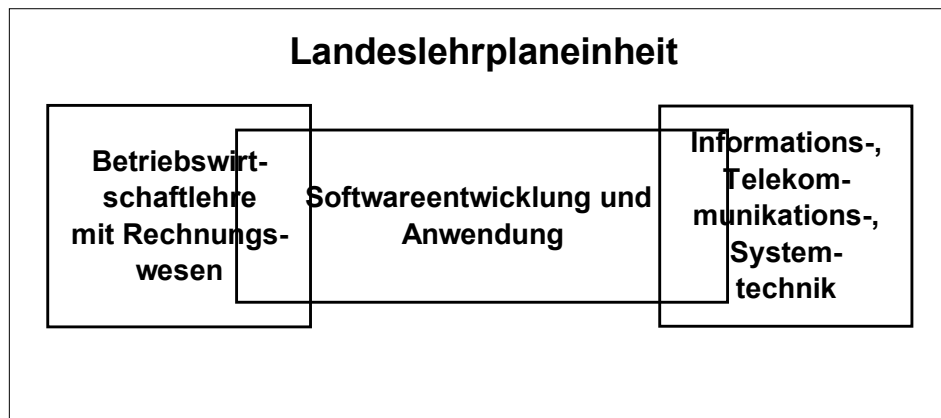 Landeslehrplaneinheit
Betriebswirt-
schaftlehre
mit Rechnungs-
wesen
Softwareentwicklung und
Anwendung
Informations-,
Telekom-
munikations-,
System-
technik